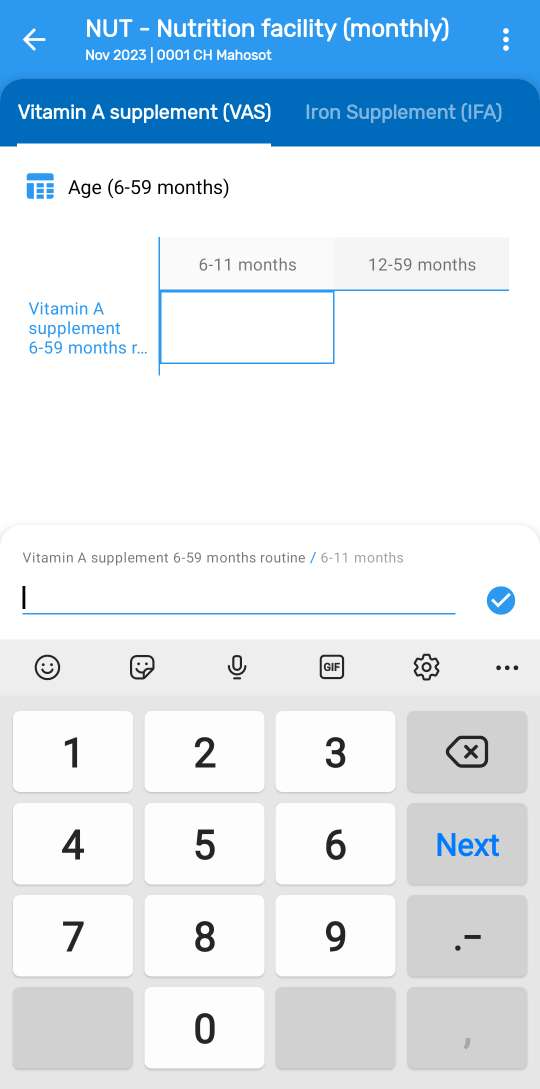 NUT - Nutrition facility (monthly)
Nov 2023 | 0001 CH Mahosot
Vitamin A supplement (VAS) Iron Supplement (IFA)
Age (6-59 months)
6-11 months 12-59 months
Vitamin A
supplement
6-59 months r...
Vitamin A supplement 6-59 months routine / 6-11 months
GIF
1 2 3
4 5 6 Next
7 8 9 .-
0 ,